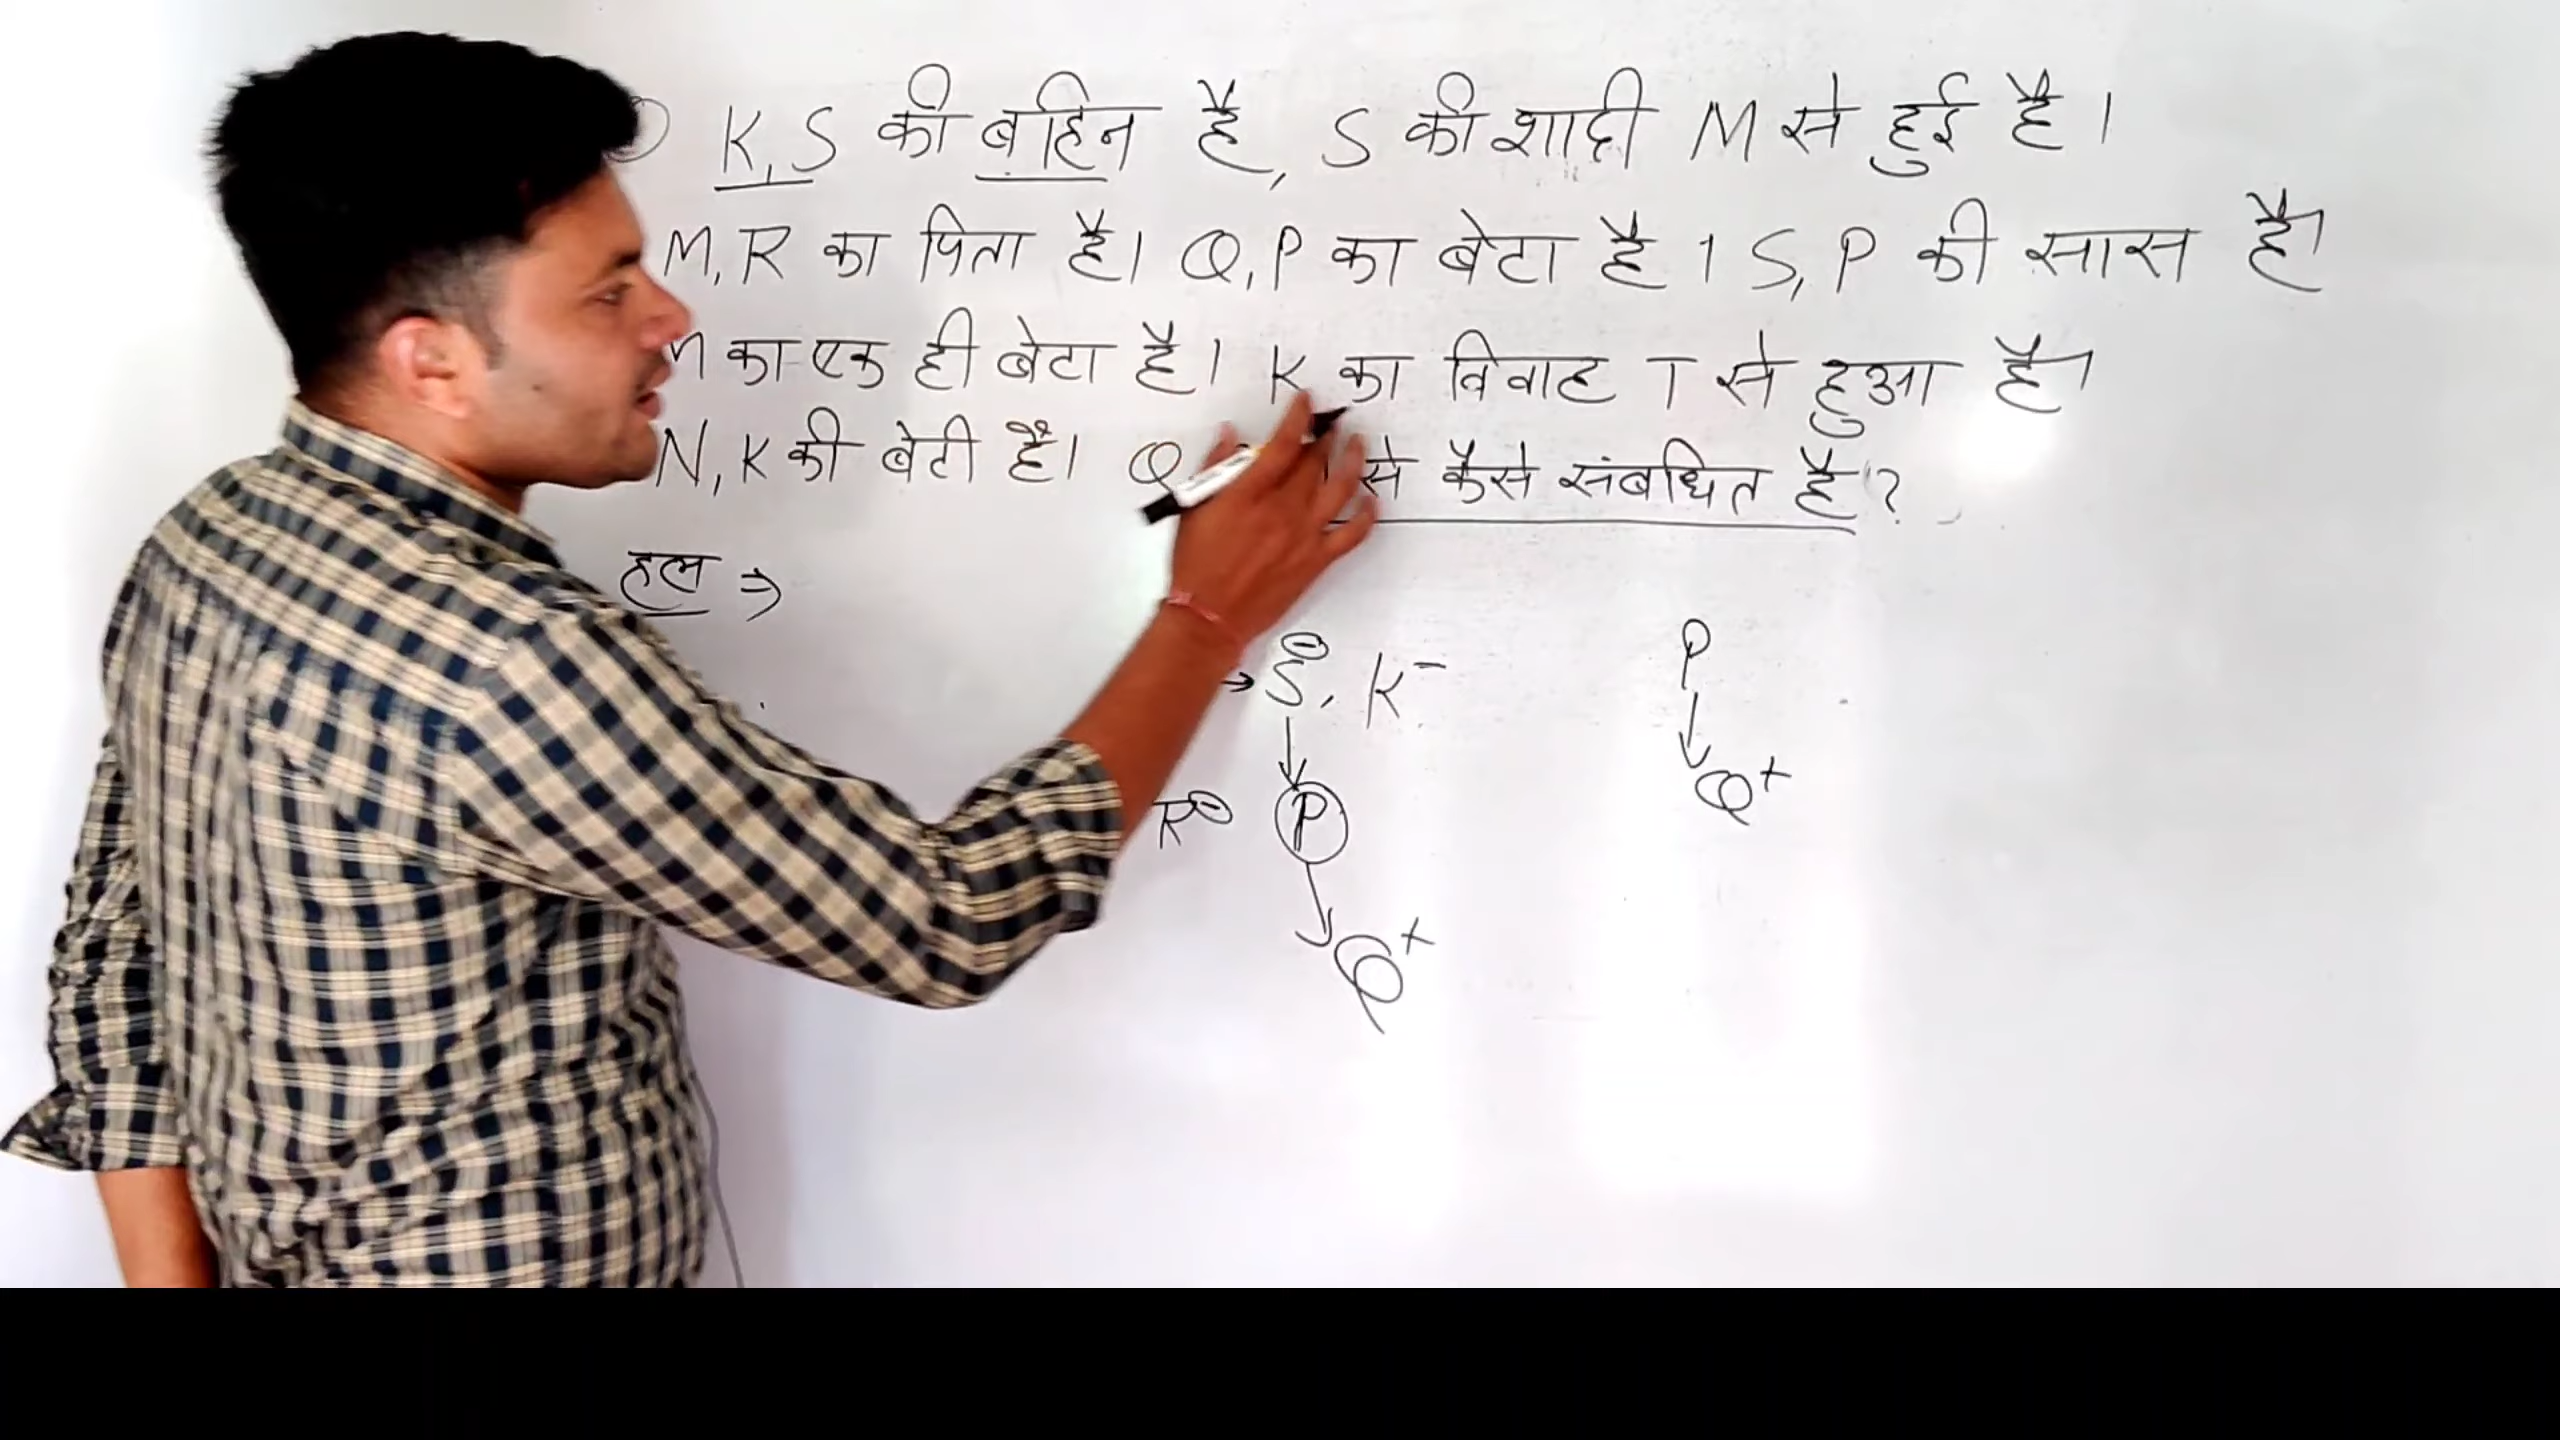 K, S की बहिन है, S की शादी M से हुई है।
M, R का पिता है। Q, P का बेटा है। S, P की सास है।
M का एक ही बेटा है। K का विवाह T से हुआ है।
N, K की बेटी है। Q से कैसे संबधित है?
हल ⇒
→ S⊖, K⁻
↓
R⊖ P
↓
Q⁺
P
↓
Q⁺